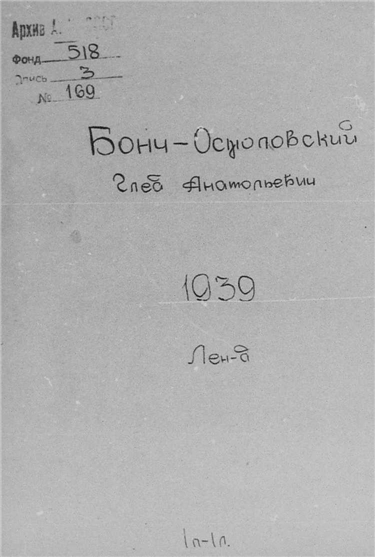 Архив А.
Фонд 518
Опись 3
№ 169
Бонч-Осмоловский
Глеб Анатольевич
1939
Лен-д
1л-1л.